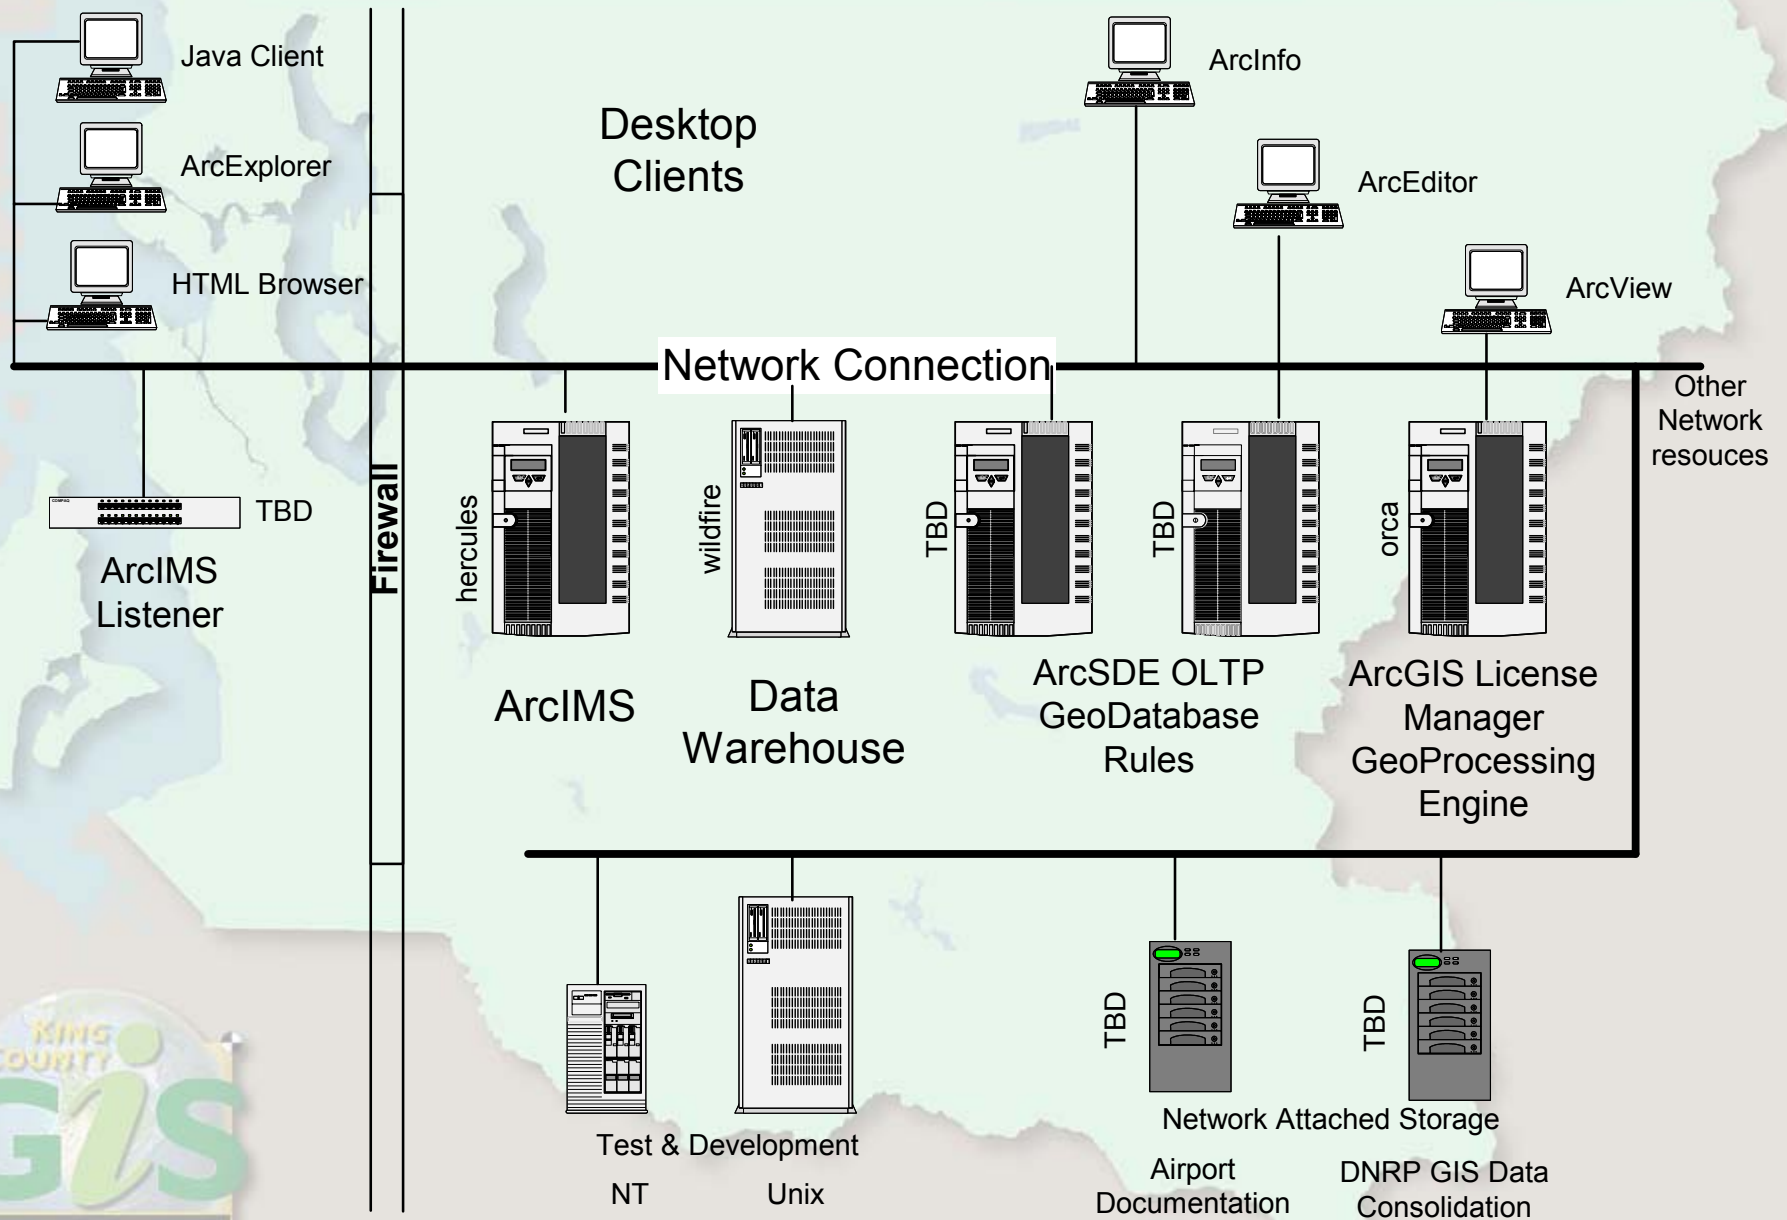 Java Client
ArcExplorer
HTML Browser
Desktop
Clients
ArcInfo
ArcEditor
ArcView
Network Connection
Other
Network
resouces
Firewall
COMPAQ
TBD
ArcIMS
Listener
hercules
ArcIMS
wildfire
Data
Warehouse
TBD
TBD
ArcSDE OLTP
GeoDatabase
Rules
orca
ArcGIS License
Manager
GeoProcessing
Engine
Test & Development
NT
Unix
TBD
TBD
Network Attached Storage
Airport
Documentation
DNRP GIS Data
Consolidation
KING
COUNTY
GiS